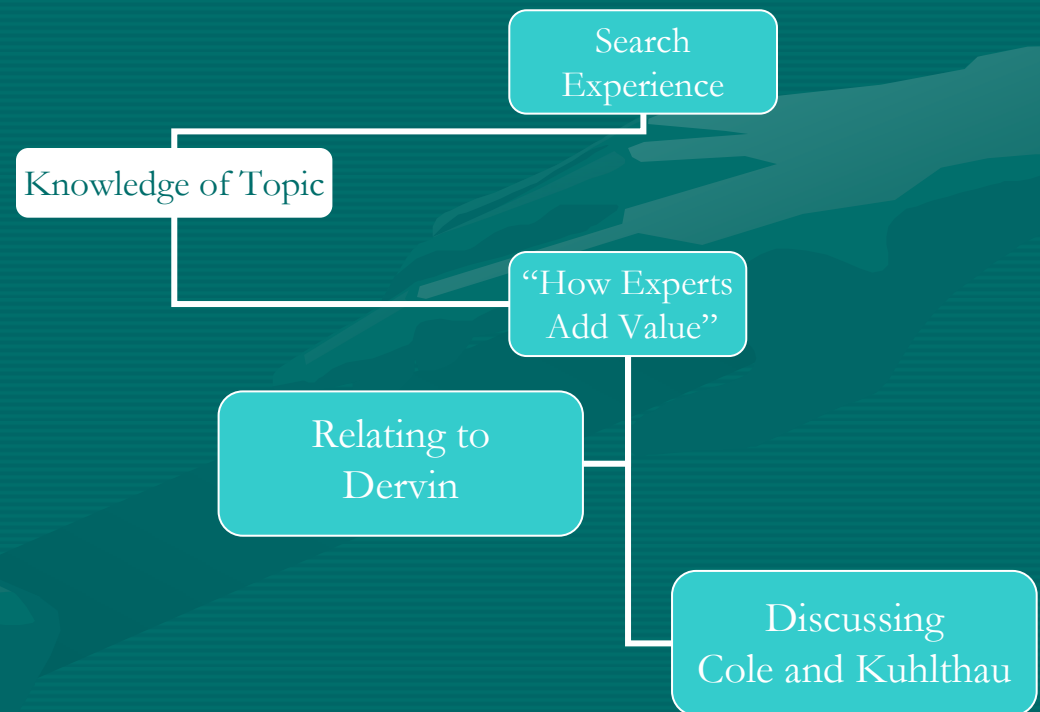 Search
Experience
Knowledge of Topic
“How Experts
Add Value”
Relating to
Dervin
Discussing
Cole and Kuhlthau